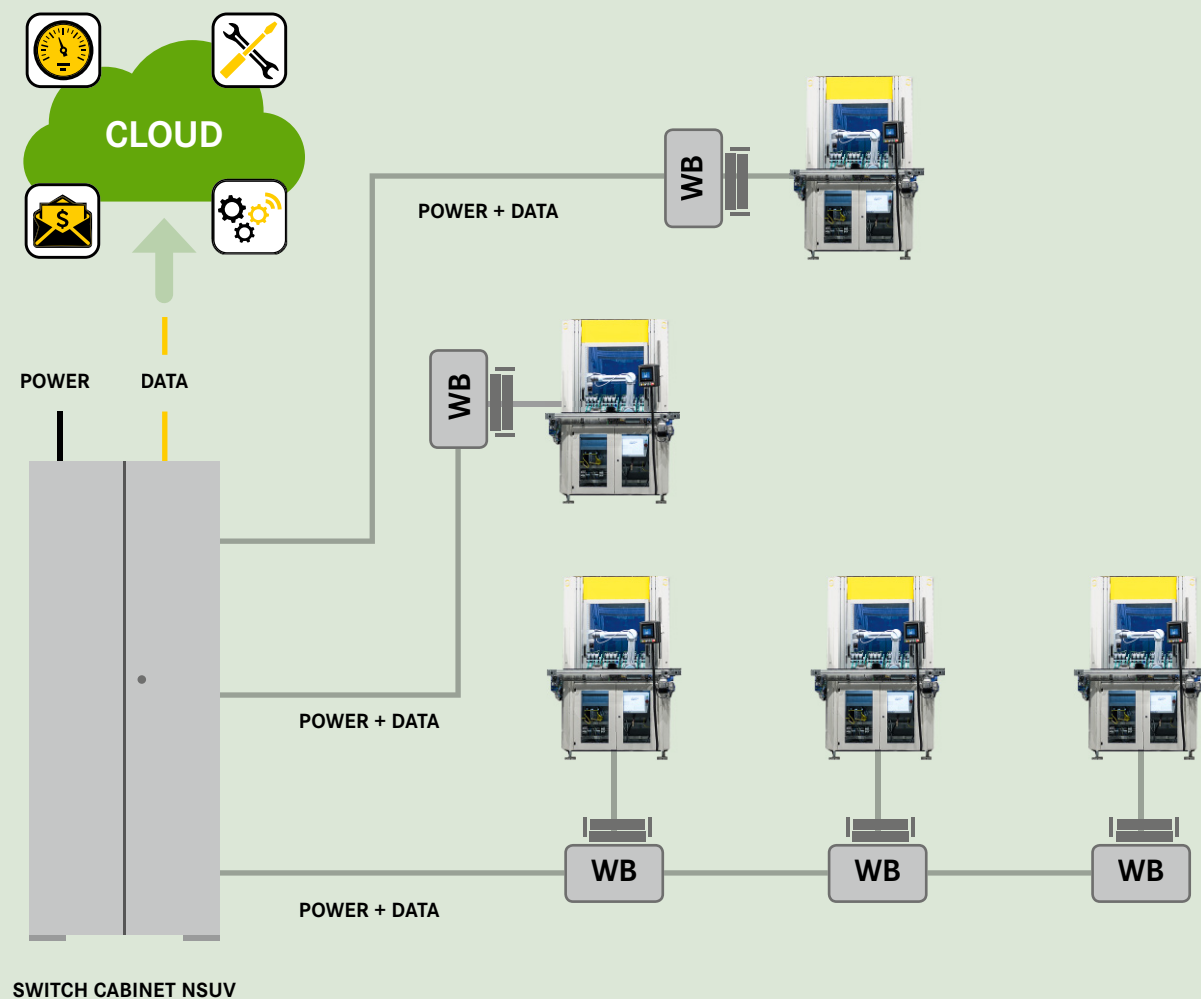 CLOUD
$
POWER + DATA
WB
WB
POWER
DATA
POWER + DATA
WB
WB
WB
POWER + DATA
SWITCH CABINET NSUV